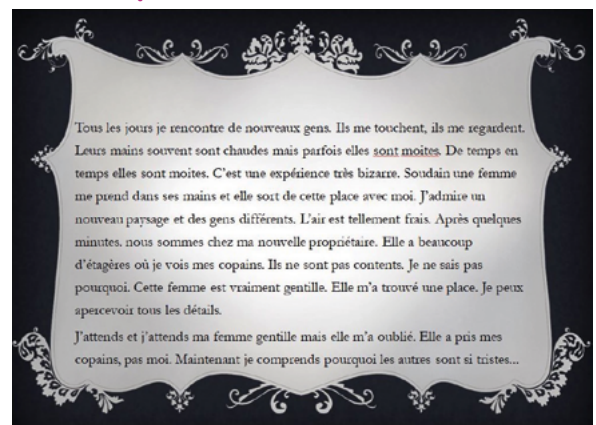 Tous les jours je rencontre de nouveaux gens. Ils me touchent, ils me regardent.
Leurs mains souvent sont chaudes mais parfois elles sont moites. De temps en
temps elles sont moites. C'est une expérience très bizarre. Soudain une femme
me prend dans ses mains et elle sort de cette place avec moi. J'admire un
nouveau paysage et des gens différents. L'air est tellement frais. Après quelques
minutes, nous sommes chez ma nouvelle propriétaire. Elle a beaucoup
d'étagères où je vois mes copains. Ils ne sont pas contents. Je ne sais pas
pourquoi. Cette femme est vraiment gentille. Elle m'a trouvé une place. Je peux
apercevoir tous les détails.
J'attends et j'attends ma femme gentille mais elle m'a oublié. Elle a pris mes
copains, pas moi. Maintenant je comprends pourquoi les autres sont si tristes...